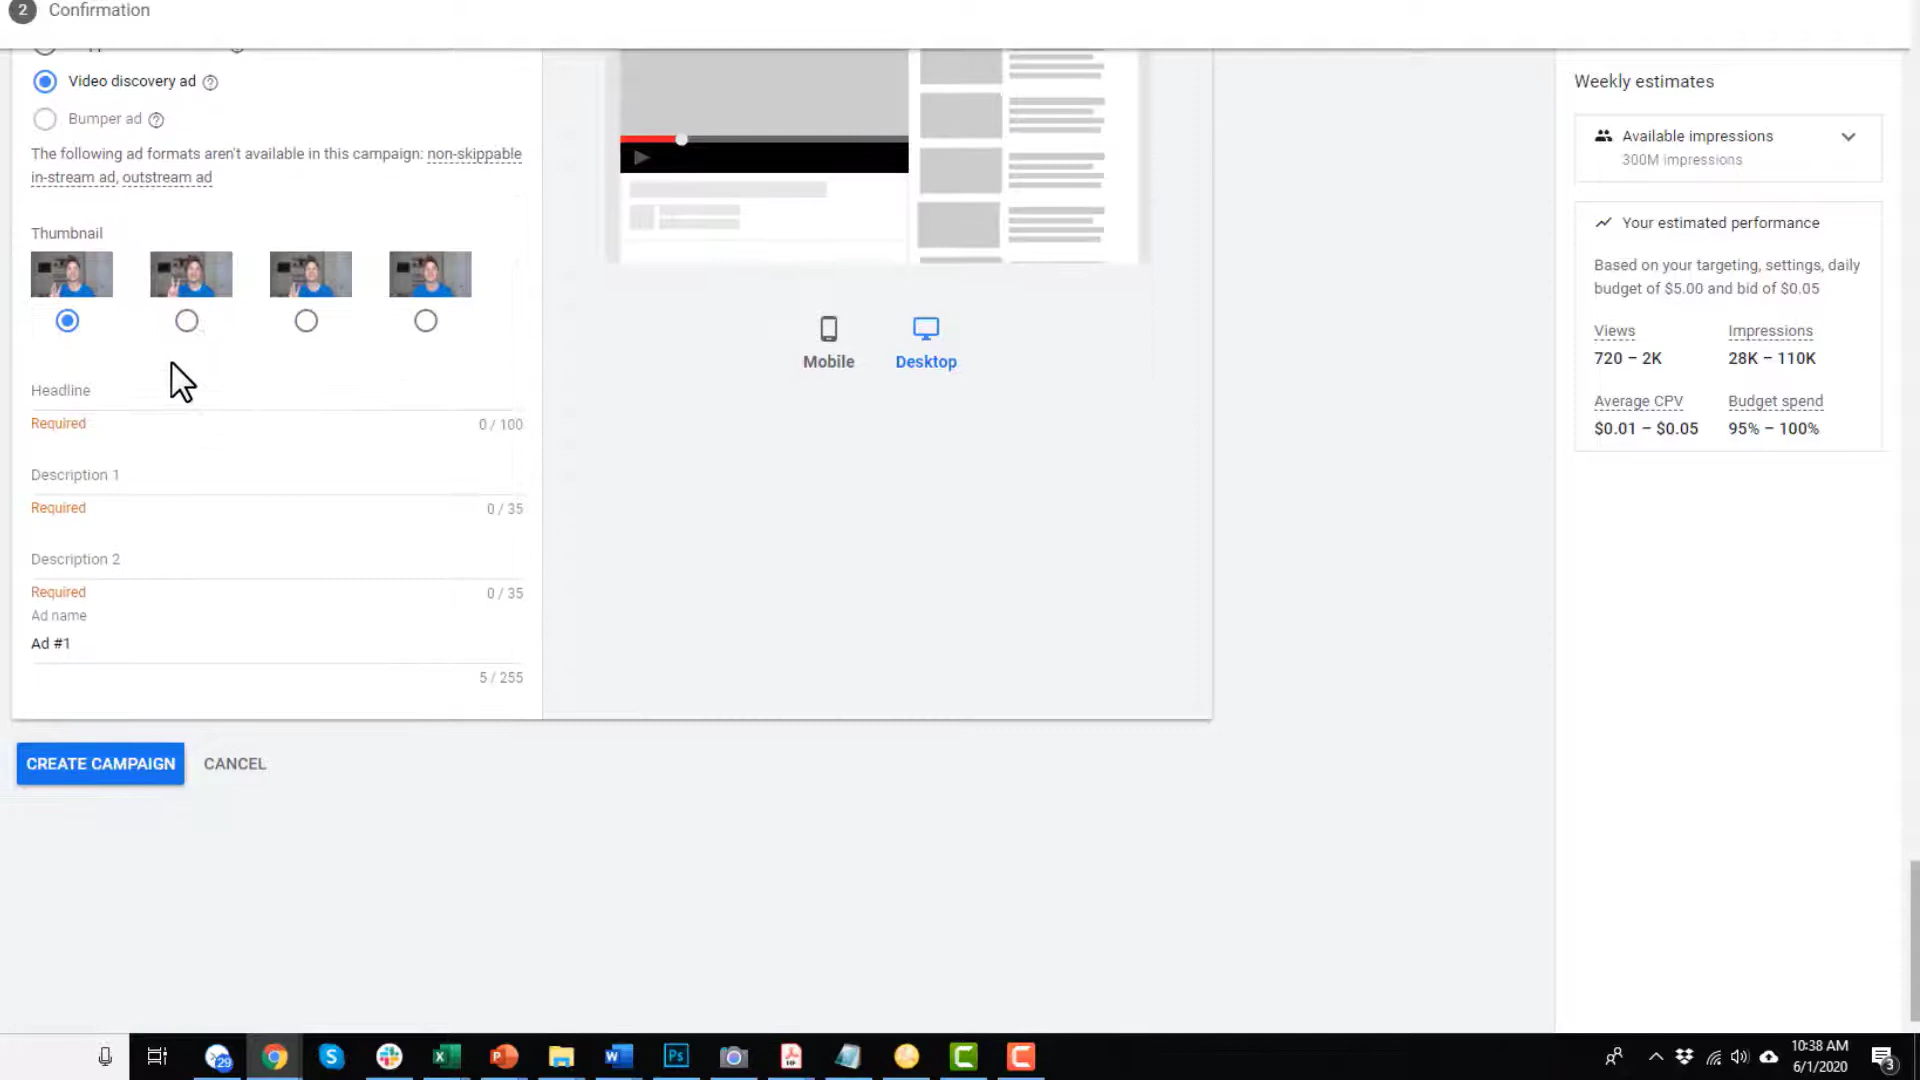 2 Confirmation
Video discovery ad ?
Bumper ad ?
The following ad formats aren't available in this campaign: non-skippable
in-stream ad, outstream ad
Thumbnail
Headline
Required 0 / 100
Description 1
Required 0 / 35
Description 2
Required 0 / 35
Ad name
Ad #1
5 / 255
CREATE CAMPAIGN CANCEL
Mobile Desktop
Weekly estimates
Available impressions
300M impressions
Your estimated performance
Based on your targeting, settings, daily
budget of $5.00 and bid of $0.05
Views Impressions
720 – 2K 28K – 110K
Average CPV Budget spend
$0.01 – $0.05 95% – 100%
29
S
X
P
W
Ps
C
C
10:38 AM
6/1/2020
3